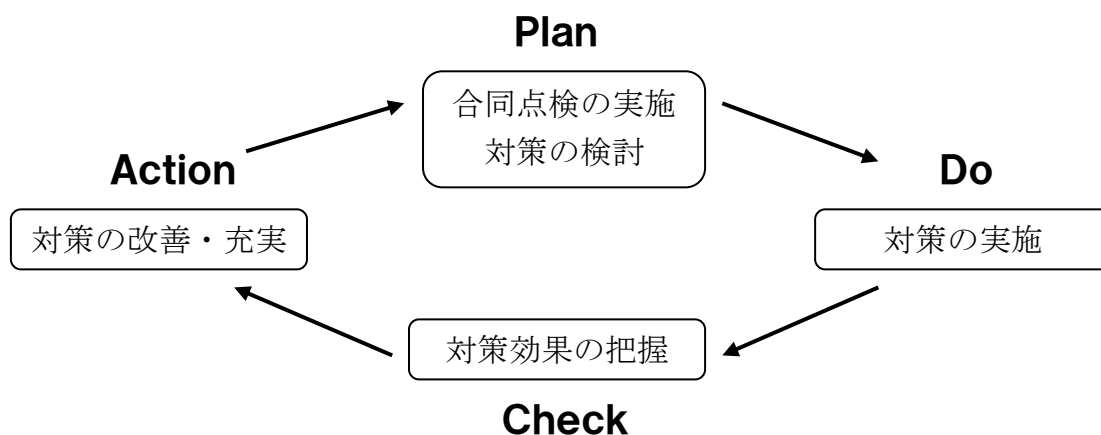 Plan
合同点検の実施
対策の検討
Action
対策の改善・充実
Do
対策の実施
対策効果の把握
Check